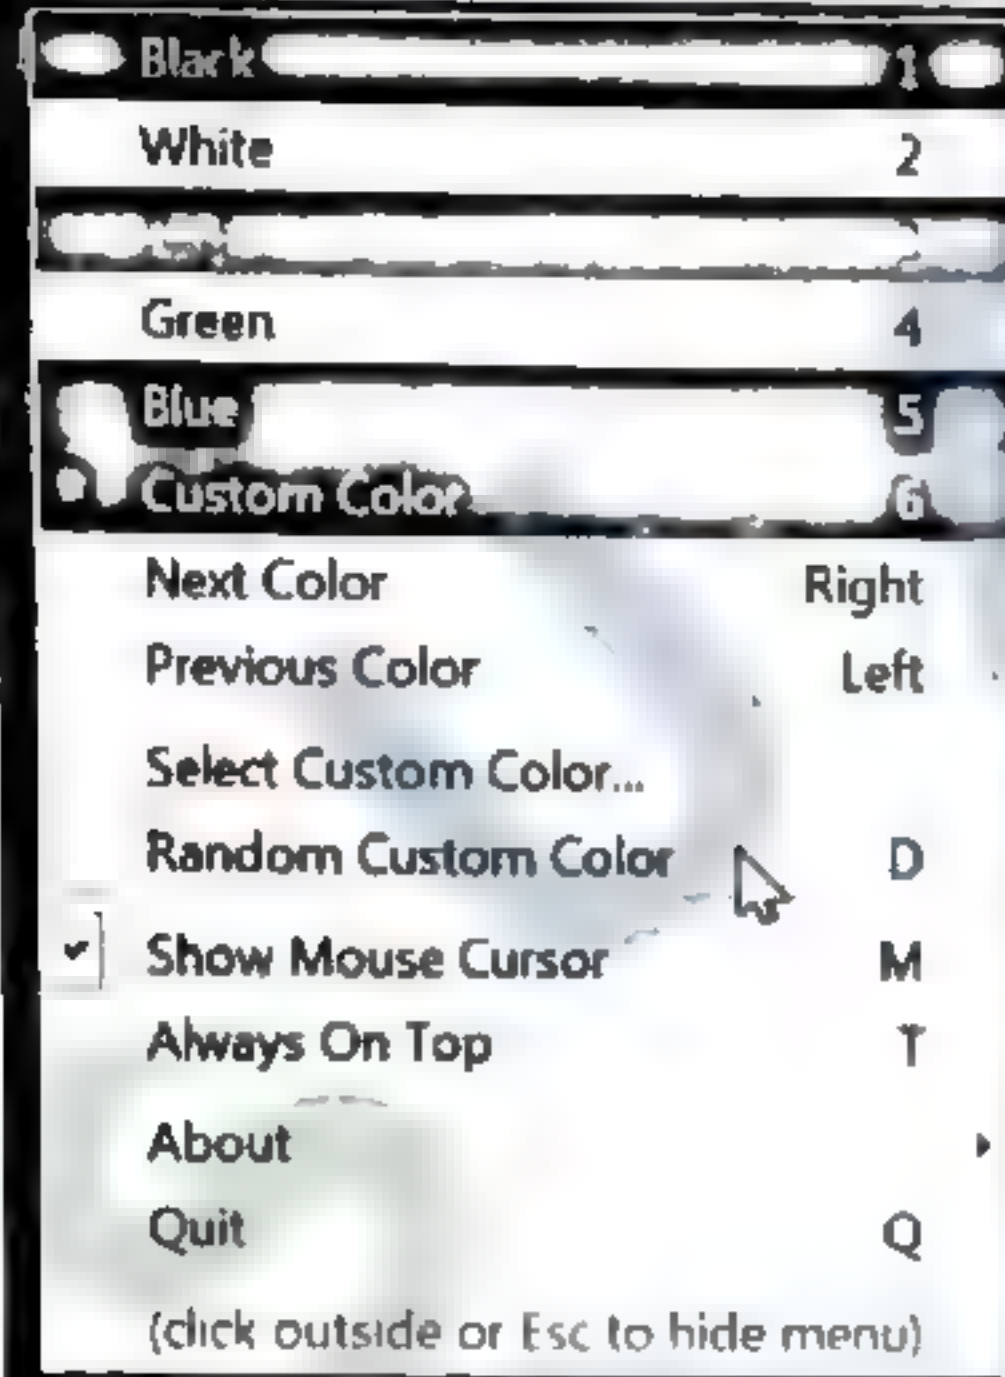 Black 1
White 2
Green 4
Blue 5
Custom Color 6
Next Color Right
Previous Color Left
Select Custom Color...
Random Custom Color D
Show Mouse Cursor M
Always On Top T
About
Quit Q
(click outside or Esc to hide menu)